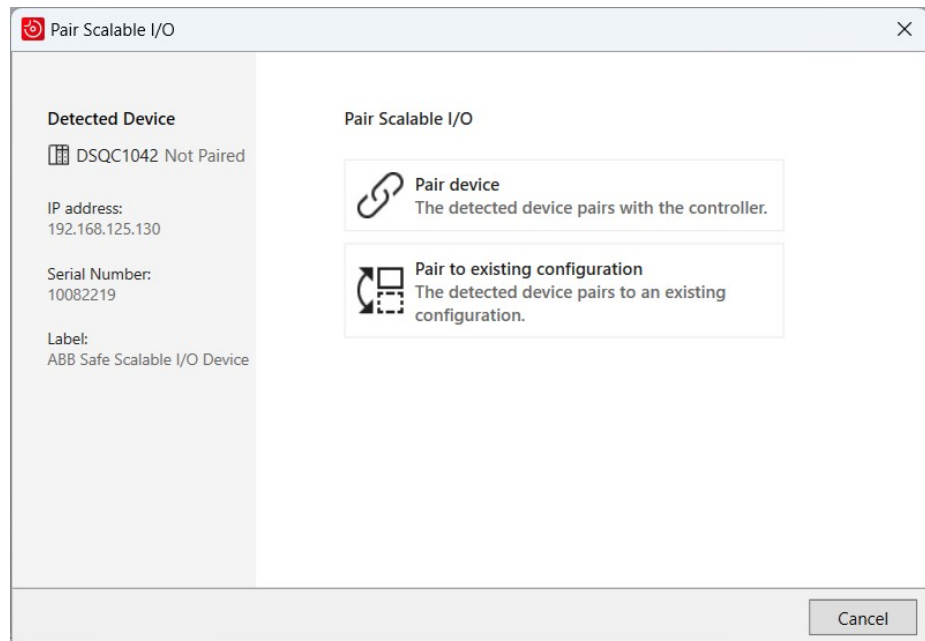 Pair Scalable I/O
Detected Device
DSQC1042 Not Paired
IP address:
192.168.125.130
Serial Number:
10082219
Label:
ABB Safe Scalable I/O Device
Pair Scalable I/O
Pair device
The detected device pairs with the controller.
Pair to existing configuration
The detected device pairs to an existing
configuration.
Cancel